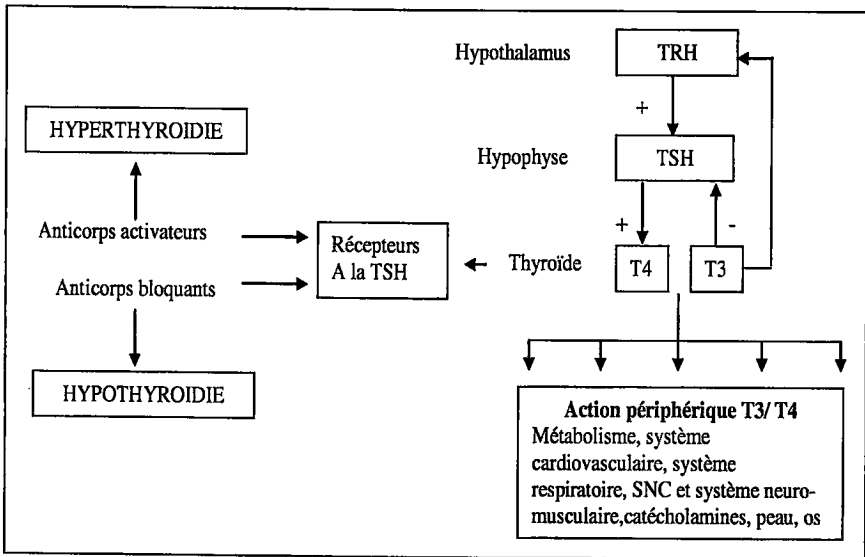 Hypothalamus
TRH
+
HYPERTHYROIDIE
Hypophyse
TSH
+
-
Anticorps activateurs
Récepteurs
A la TSH
Thyroïde
T4
T3
Anticorps bloquants
HYPOTHYROIDIE
Action périphérique T3/ T4
Métabolisme, système
cardiovasculaire, système
respiratoire, SNC et système neuro-
musculaire,catécholamines, peau, os